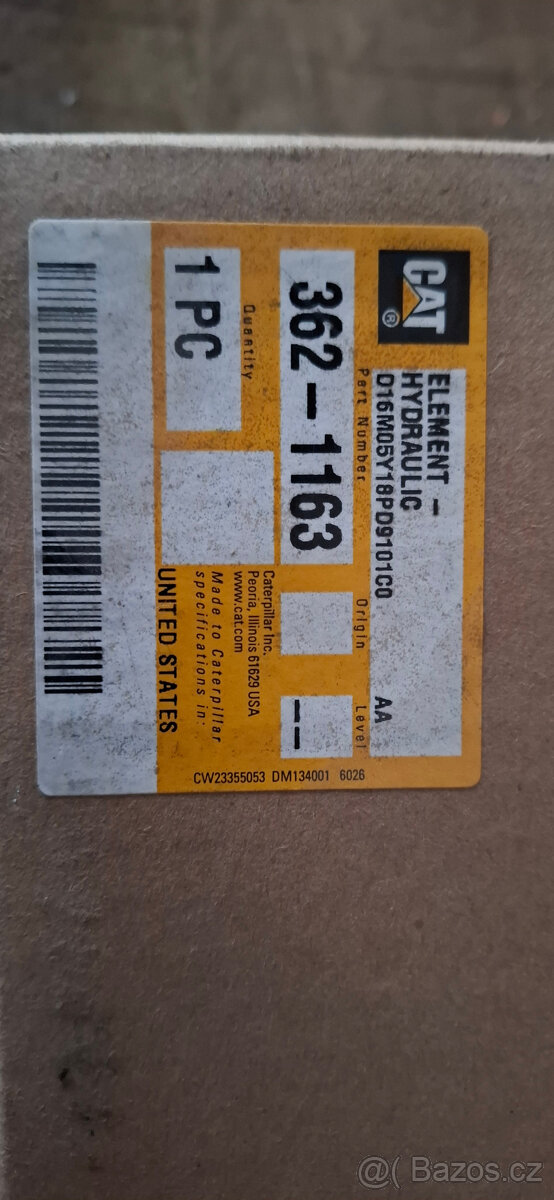 CAT
®
ELEMENT -
HYDRAULIC
D16M05Y18PD9101C0 AA
Part Number Origin Level
362-1163 --
Quantity
1 PC
Caterpillar Inc.
Peoria, Illinois 61629 USA
www.cat.com
Made to Caterpillar
specifications in:
UNITED STATES
CW23355053 DM134001 6026
@( Bazos.cz